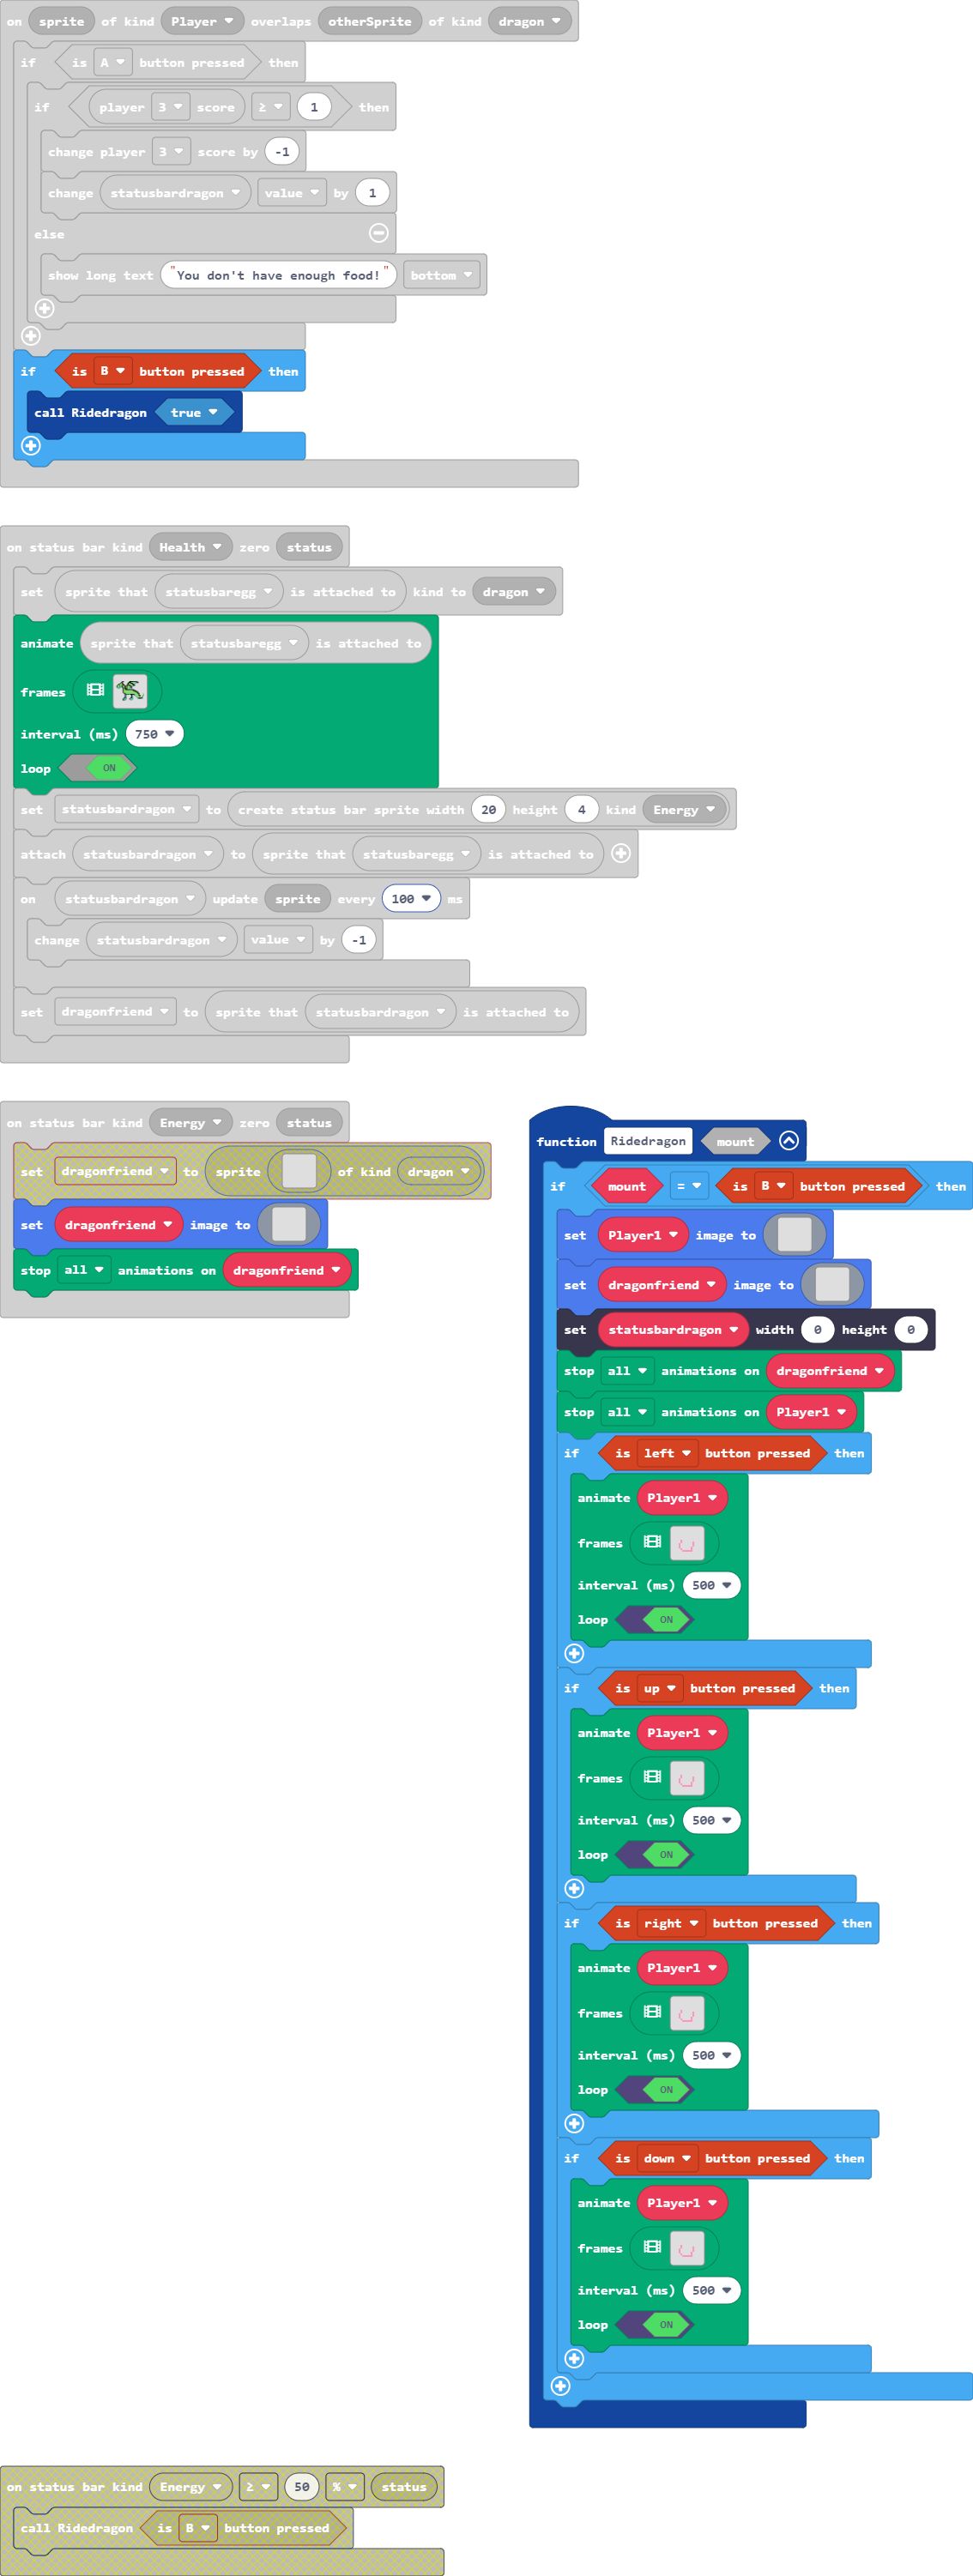 on sprite of kind Player overlaps otherSprite of kind dragon
if is A button pressed then
if player 3 score ≥ 1 then
change player 3 score by -1
change statusbardragon value by 1
else
show long text "You don't have enough food!" bottom
if is B button pressed then
call Ridedragon true
on status bar kind Health zero status
set sprite that statusbaregg is attached to kind to dragon
animate sprite that statusbaregg is attached to
frames
interval (ms) 750
loop ON
set statusbardragon to create status bar sprite width 20 height 4 kind Energy
attach statusbardragon to sprite that statusbaregg is attached to
on statusbardragon update sprite every 100 ms
change statusbardragon value by -1
set dragonfriend to sprite that statusbardragon is attached to
on status bar kind Energy zero status
set dragonfriend to sprite of kind dragon
set dragonfriend image to
stop all animations on dragonfriend
function Ridedragon mount
if mount = is B button pressed then
set Player1 image to
set dragonfriend image to
set statusbardragon width 0 height 0
stop all animations on dragonfriend
stop all animations on Player1
if is left button pressed then
animate Player1
frames
interval (ms) 500
loop ON
if is up button pressed then
animate Player1
frames
interval (ms) 500
loop ON
if is right button pressed then
animate Player1
frames
interval (ms) 500
loop ON
if is down button pressed then
animate Player1
frames
interval (ms) 500
loop ON
on status bar kind Energy ≥ 50 % status
call Ridedragon is B button pressed